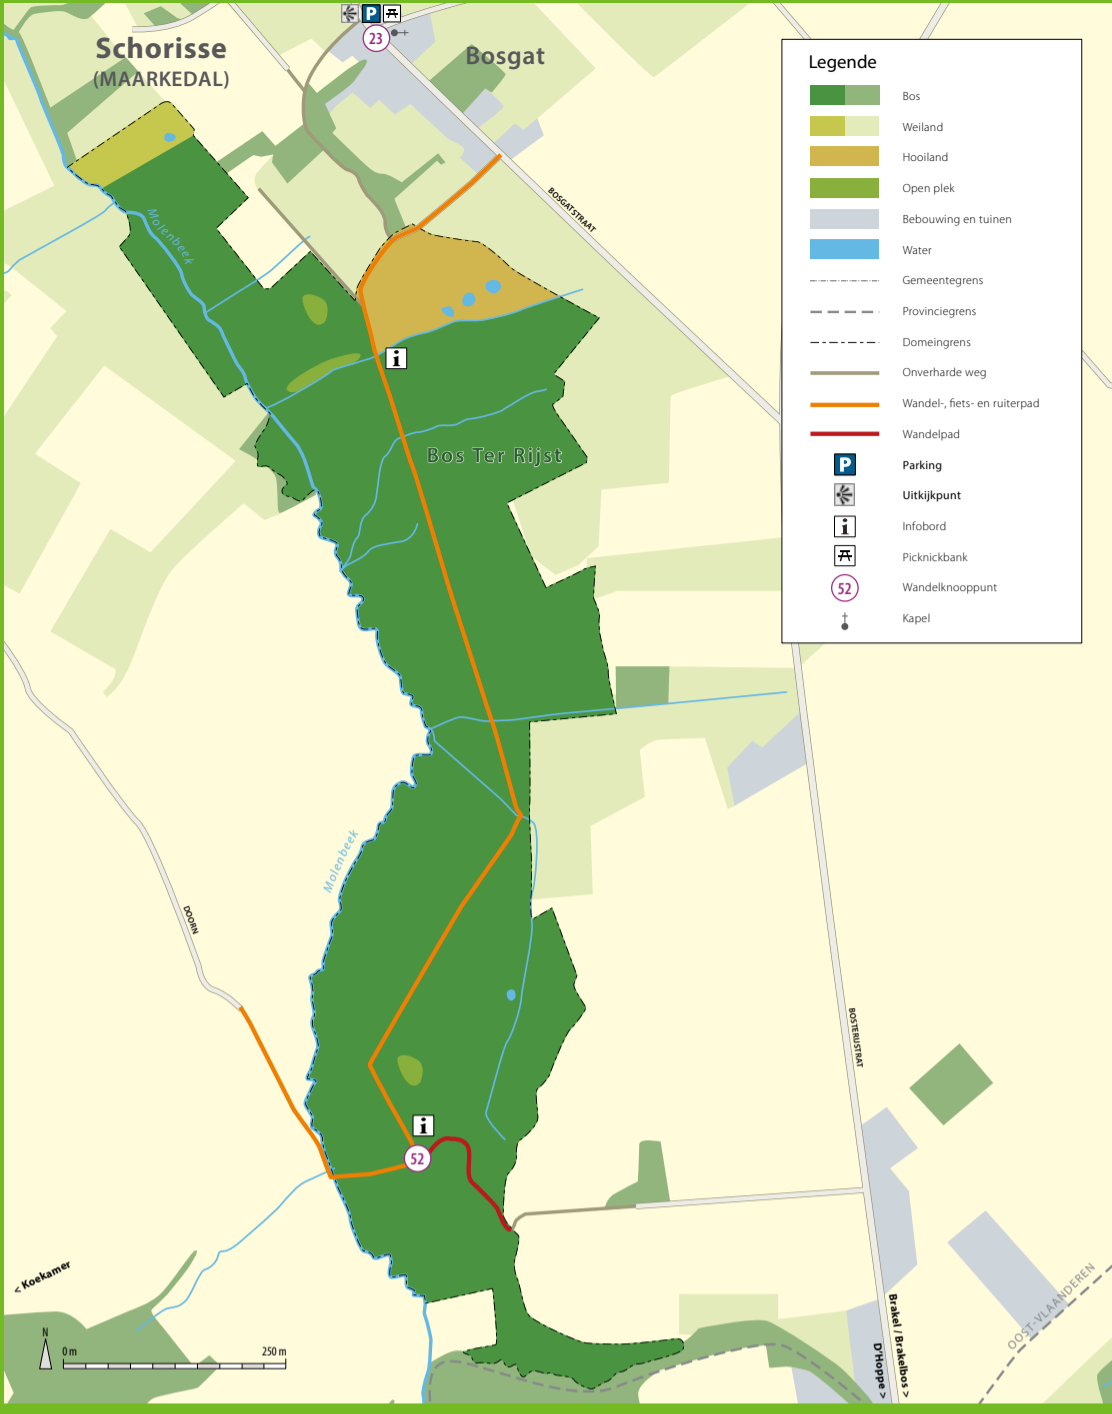 P
23
Schorisse
(MAARKEDAL)
Bosgat
Legende
Bos
Weiland
Hooiland
Open plek
Bebouwing en tuinen
Water
Gemeentegrens
Provinciegrens
Domeingrens
Onverharde weg
Wandel-, fiets- en ruiterpad
Wandelpad
P
Parking
Uitkijkpunt
i
Infobord
Picknickbank
52
Wandelknooppunt
Kapel
BOSGATSTRAAT
Molenbeek
i
Bos Ter Rijst
Molenbeek
DOORN
BOSTERIJSTRAT
i
52
< Koekamer
N
0 m
250 m
OOST-VLAANDEREN
Brakel / Brakelbos >
D'Hoppe >